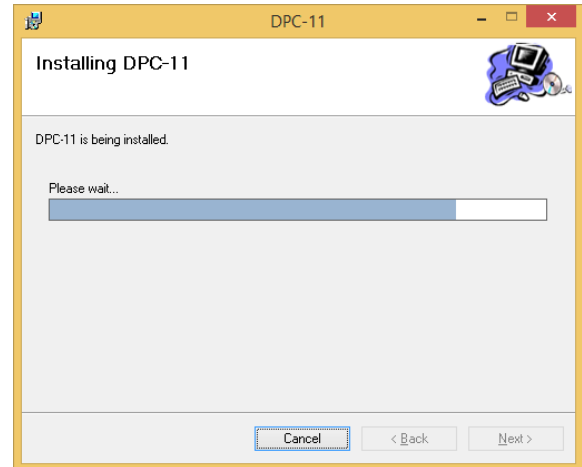 DPC-11
Installing DPC-11
DPC-11 is being installed.
Please wait...
Cancel
< Back
Next >